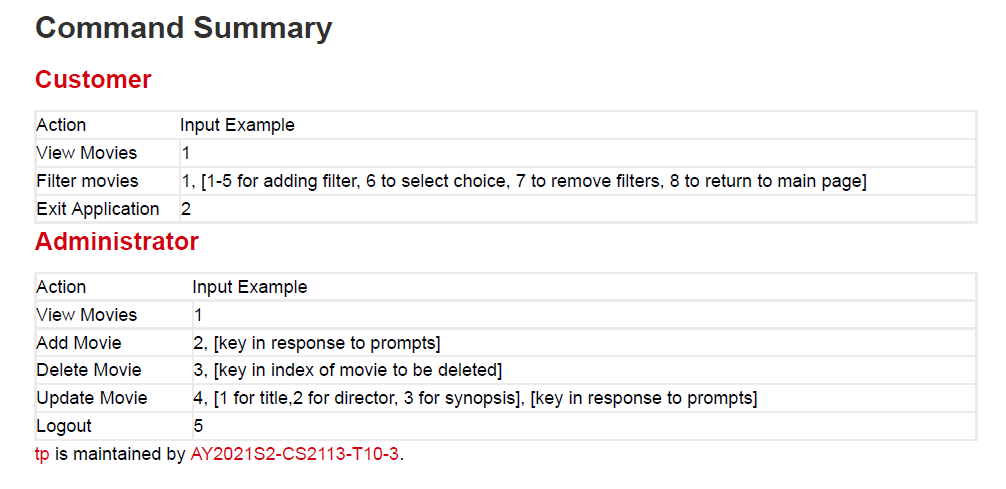 Command Summary
Customer
Action Input Example
View Movies 1
Filter movies 1, [1-5 for adding filter, 6 to select choice, 7 to remove filters, 8 to return to main page]
Exit Application 2
Administrator
Action Input Example
View Movies 1
Add Movie 2, [key in response to prompts]
Delete Movie 3, [key in index of movie to be deleted]
Update Movie 4, [1 for title,2 for director, 3 for synopsis], [key in response to prompts]
Logout 5
tp is maintained by AY2021S2-CS2113-T10-3.